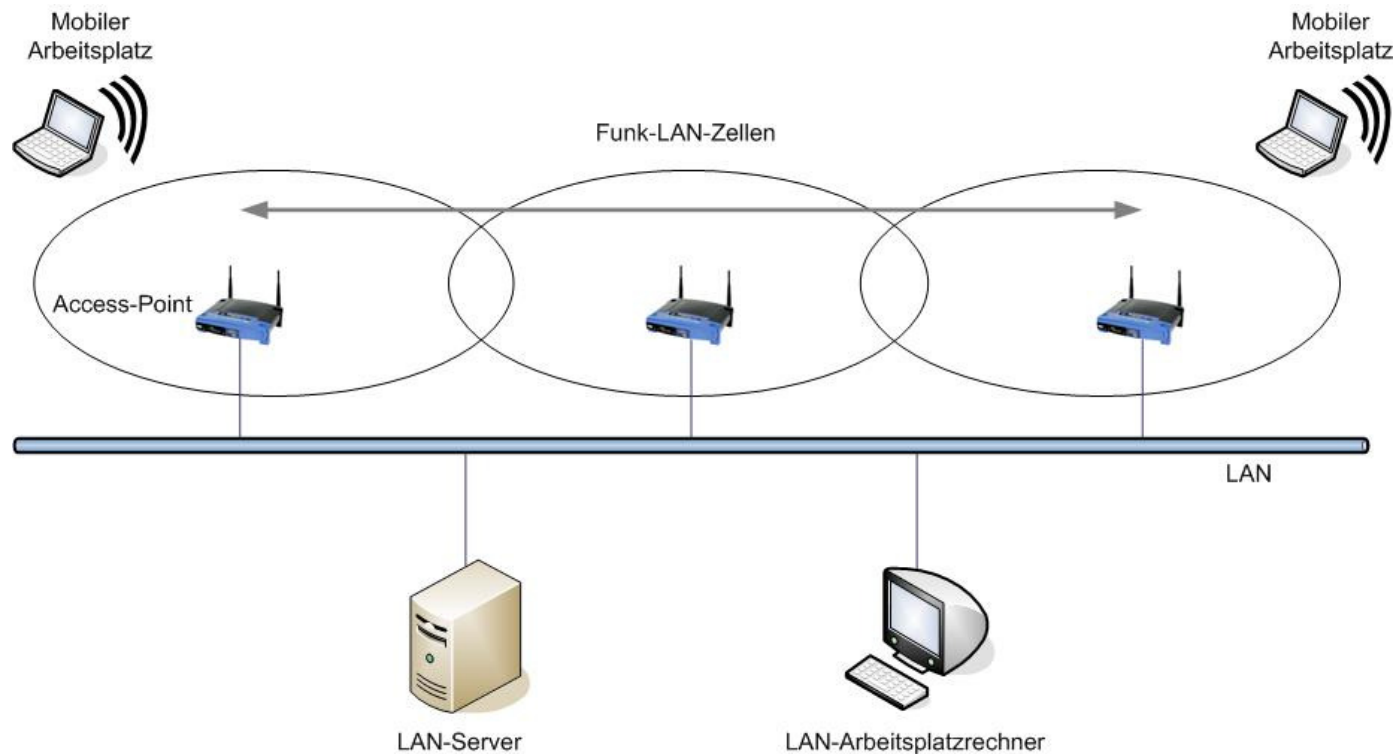 Mobiler
Arbeitsplatz
Mobiler
Arbeitsplatz
Funk-LAN-Zellen
Access-Point
LAN
LAN-Server
LAN-Arbeitsplatzrechner